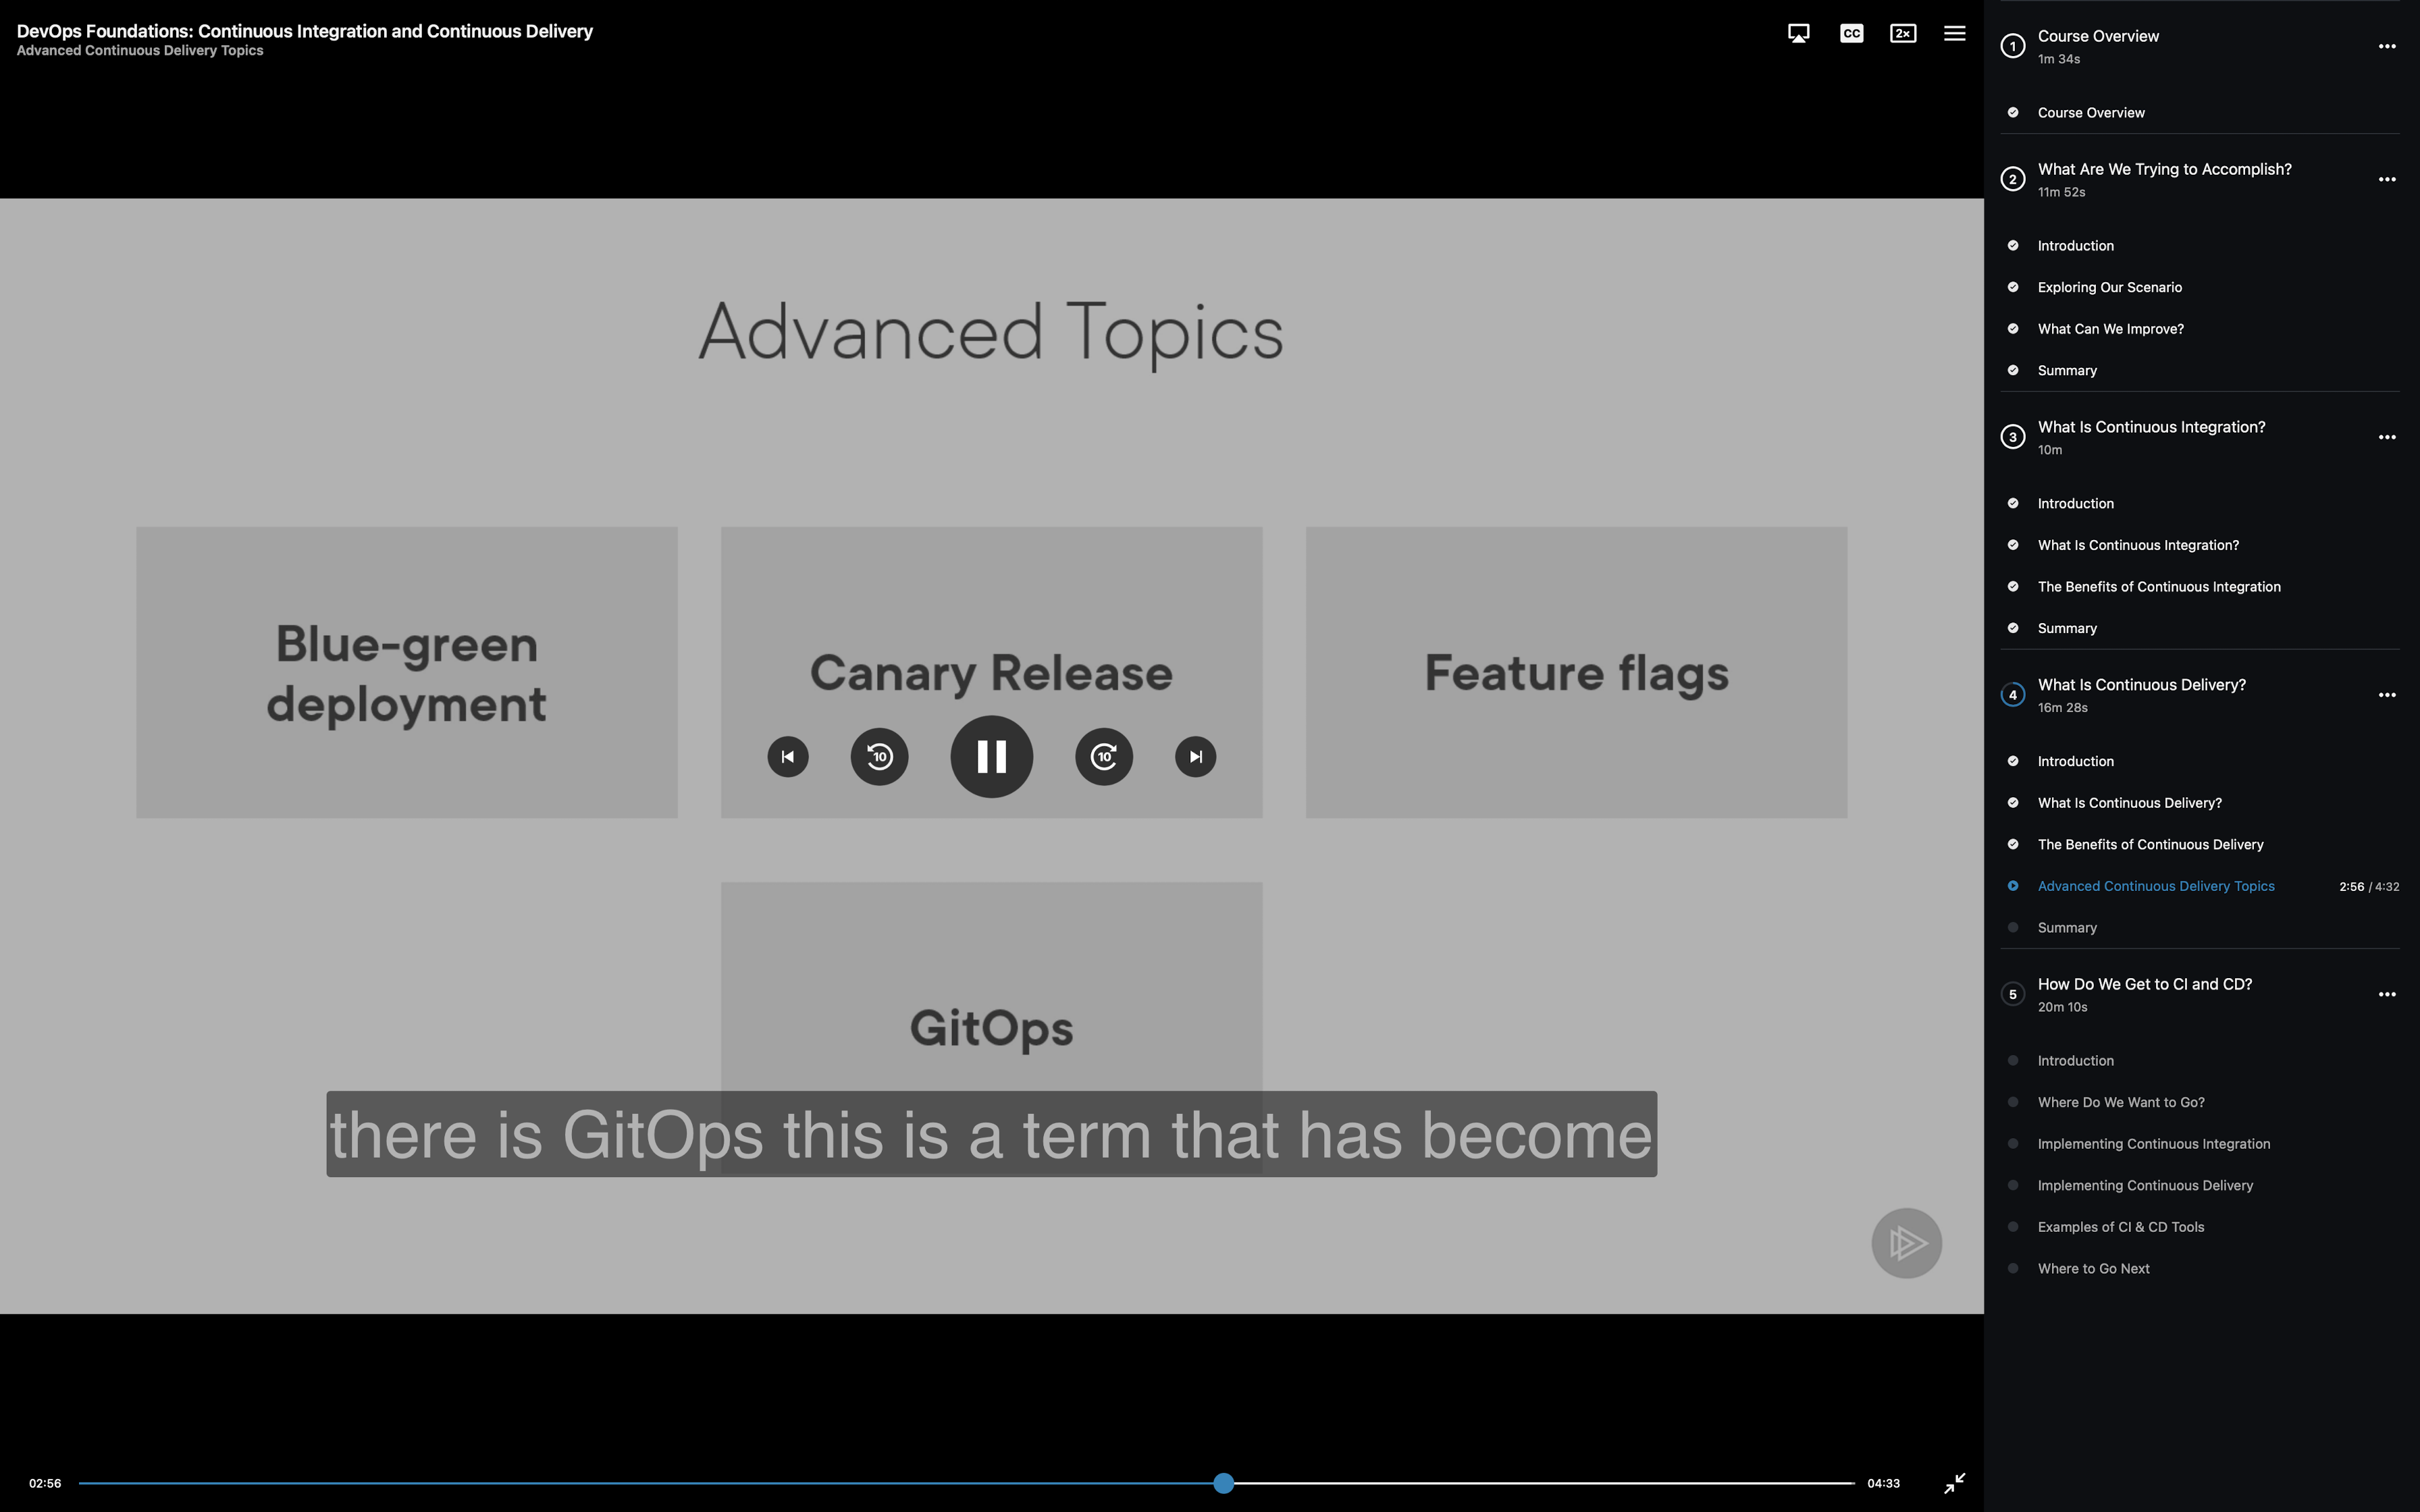 DevOps Foundations: Continuous Integration and Continuous Delivery
Advanced Continuous Delivery Topics
CC
2×
Advanced Topics
Blue-green
deployment
Canary Release
Feature flags
10
10
GitOps
there is GitOps this is a term that has become
02:56
04:33
1
Course Overview
1m 34s
Course Overview
2
What Are We Trying to Accomplish?
11m 52s
Introduction
Exploring Our Scenario
What Can We Improve?
Summary
3
What Is Continuous Integration?
10m
Introduction
What Is Continuous Integration?
The Benefits of Continuous Integration
Summary
4
What Is Continuous Delivery?
16m 28s
Introduction
What Is Continuous Delivery?
The Benefits of Continuous Delivery
Advanced Continuous Delivery Topics 2:56 / 4:32
Summary
5
How Do We Get to CI and CD?
20m 10s
Introduction
Where Do We Want to Go?
Implementing Continuous Integration
Implementing Continuous Delivery
Examples of CI & CD Tools
Where to Go Next